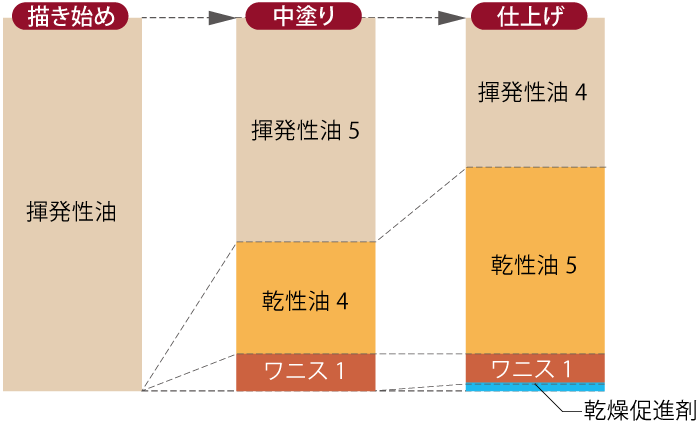 描き始め
中塗り
仕上げ
揮発性油
揮発性油 5
乾性油 4
ワニス 1
揮発性油 4
乾性油 5
ワニス 1
乾燥促進剤